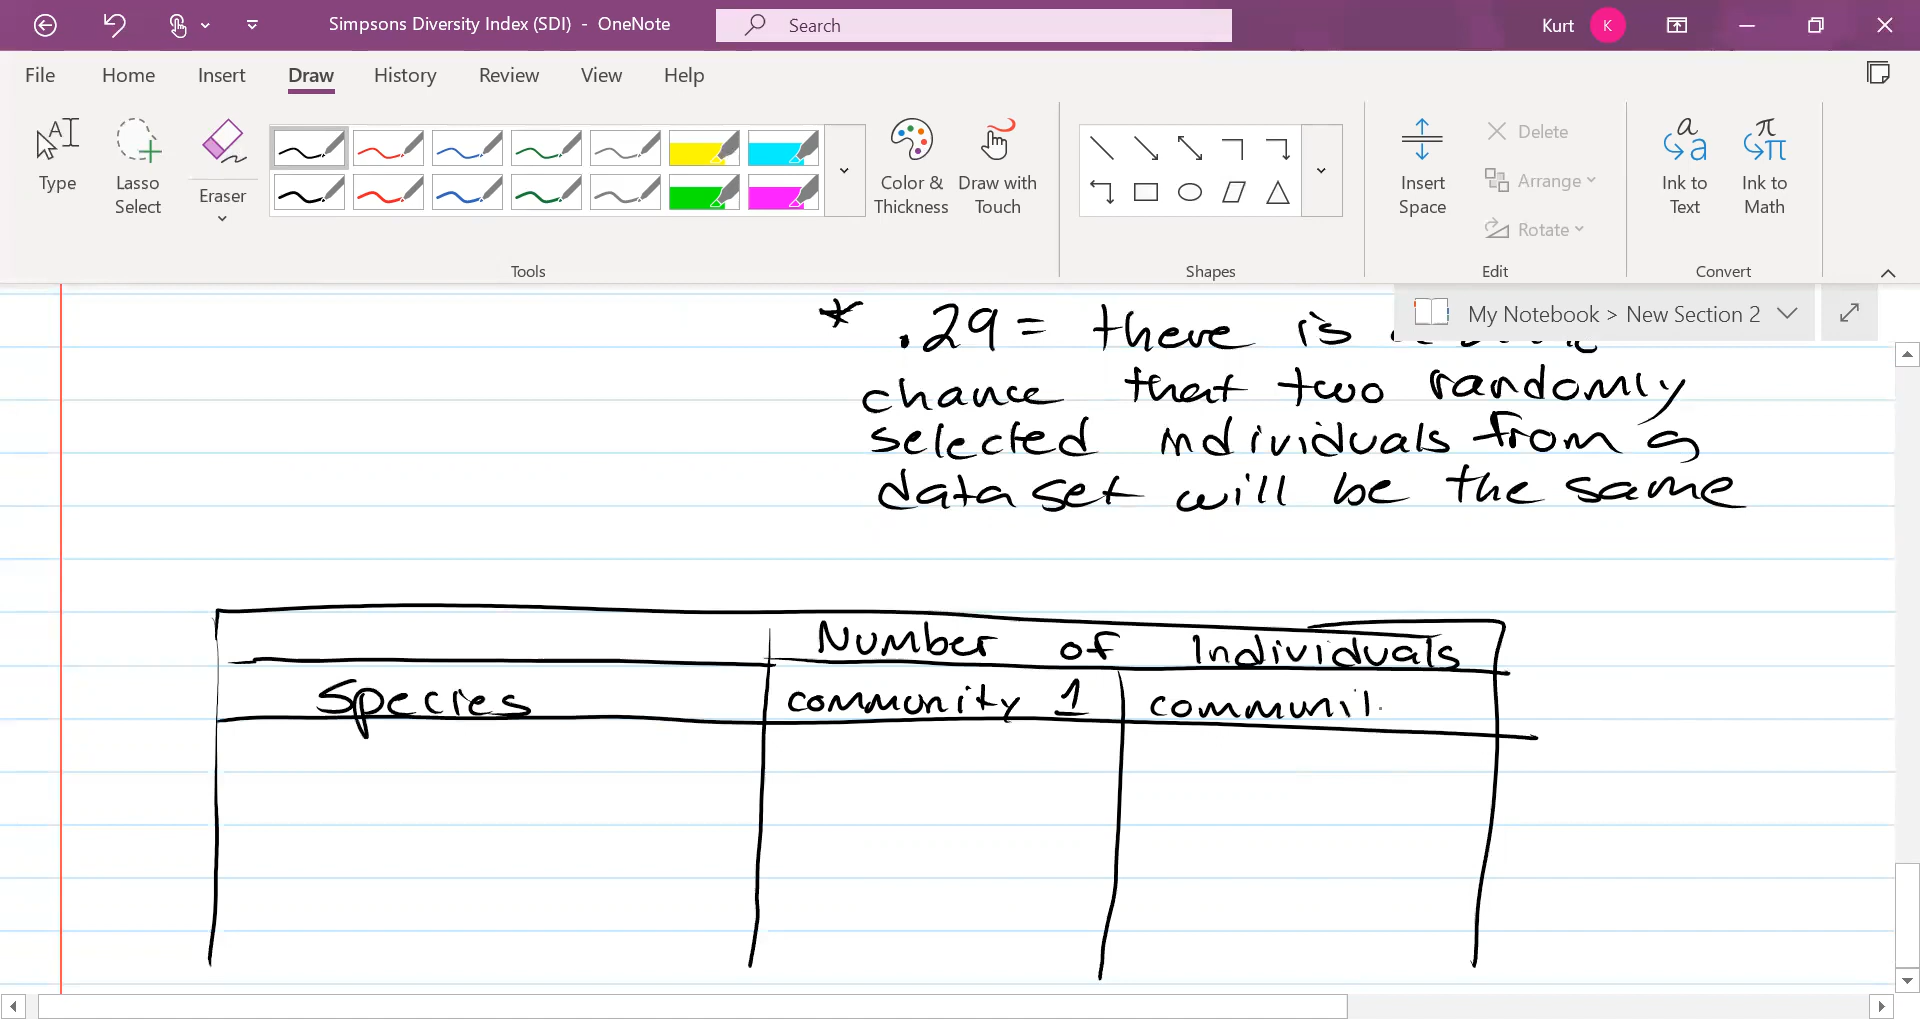 Simpsons Diversity Index (SDI) - OneNote
Search
Kurt
K
File Home Insert Draw History Review View Help
Type
Lasso Select
Eraser
Color & Thickness
Draw with Touch
Insert Space
Delete
Arrange
Rotate
Ink to Text
Ink to Math
Tools
Shapes
Edit
Convert
My Notebook > New Section 2
* .29 = there is
chance that two randomly
selected individuals from a
data set will be the same
Number of Individuals
Species community 1 communi